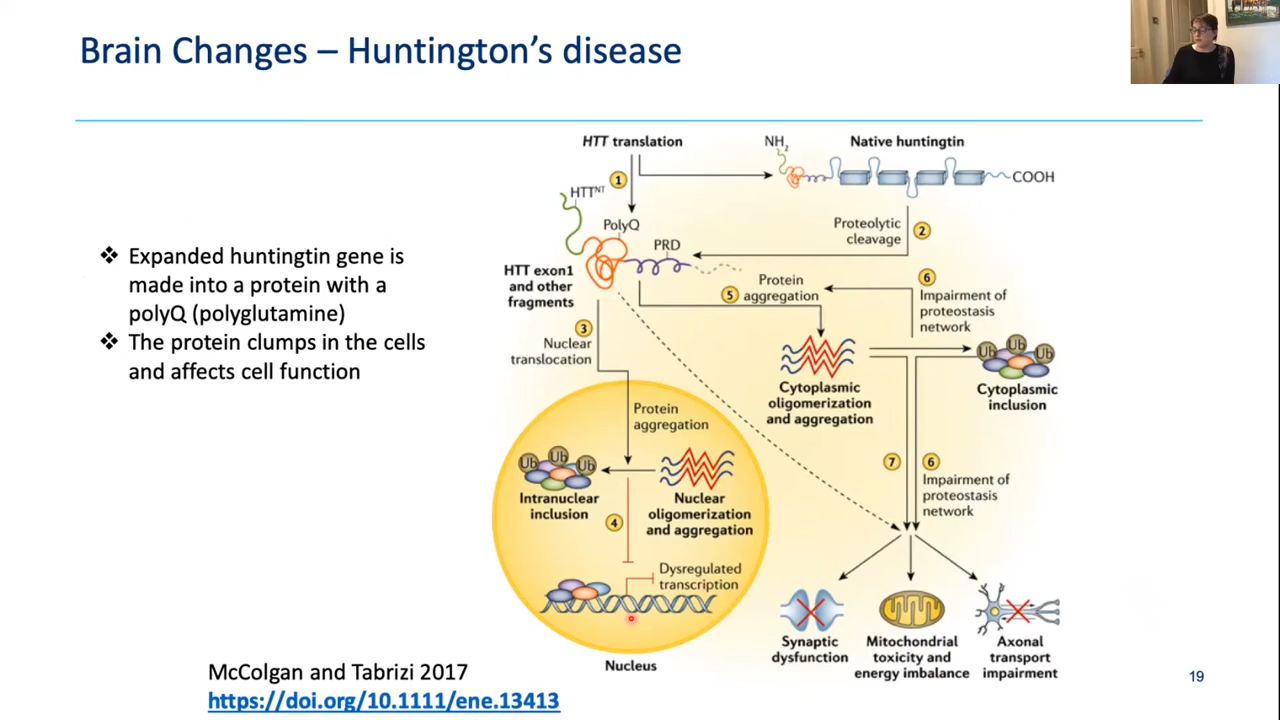 Brain Changes – Huntington's disease
❖ Expanded huntingtin gene is
made into a protein with a
polyQ (polyglutamine)
❖ The protein clumps in the cells
and affects cell function
HTT translation
NH2
Native huntingtin
COOH
1
HTTNT
PolyQ
PRD
Proteolytic
cleavage
2
HTT exon1
and other
fragments
5
Protein
aggregation
6
Impairment of
proteostasis
network
3
Nuclear
translocation
Ub Ub Ub
Cytoplasmic
oligomerization
and aggregation
Cytoplasmic
inclusion
Protein
aggregation
Ub Ub Ub
Intranuclear
inclusion
Nuclear
oligomerization
and aggregation
4
7
6
Impairment of
proteostasis
network
Dysregulated
transcription
Nucleus
Synaptic
dysfunction
Mitochondrial
toxicity and
energy imbalance
Axonal
transport
impairment
McColgan and Tabrizi 2017
https://doi.org/10.1111/ene.13413
19